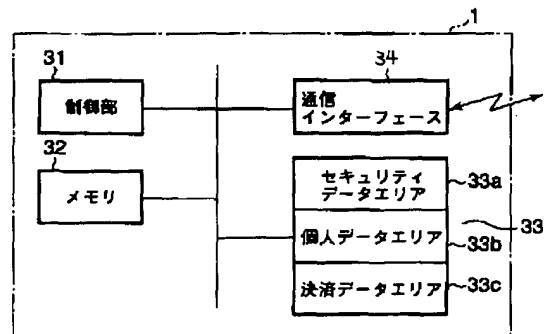 1
31
制御部
34
通信
インターフェース
32
メモリ
セキュリティ
データエリア
33a
個人データエリア
33
33b
決済データエリア
33c